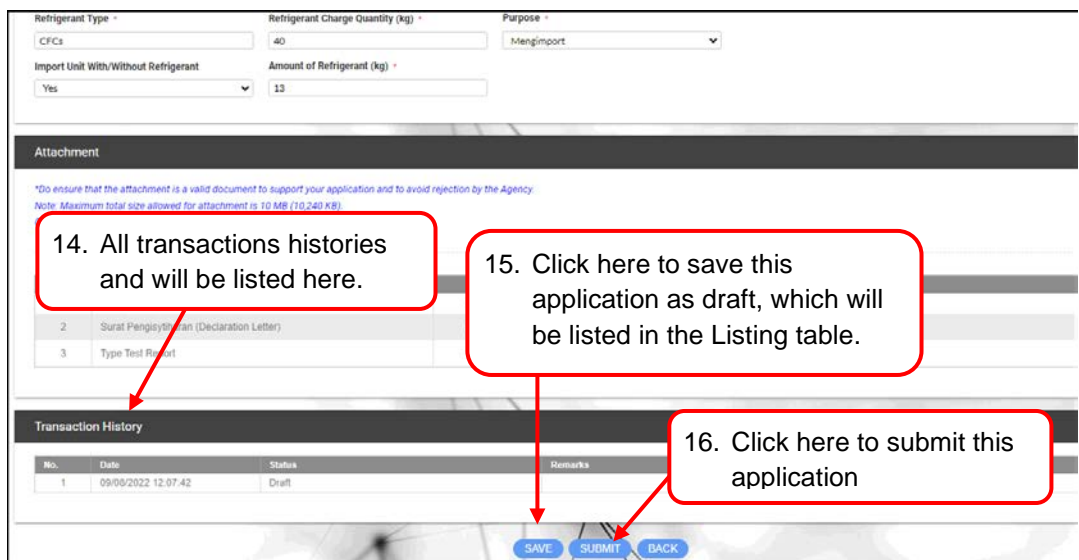 Refrigerant Type * Refrigerant Charge Quantity (kg) * Purpose *
CFCs 40 Mengimport
Import Unit With/Without Refrigerant Amount of Refrigerant (kg) *
Yes 13
Attachment
*Do ensure that the attachment is a valid document to support your application and to avoid rejection by the Agency.
Note: Maximum total size allowed for attachment is 10 MB (10,240 KB).
14. All transactions histories
and will be listed here.
15. Click here to save this
application as draft, which will
be listed in the Listing table.
2 Surat Pengisytiharan (Declaration Letter)
3 Type Test Report
Transaction History
16. Click here to submit this
application
No. Date Status Remarks
1 09/08/2022 12:07:42 Draft
SAVE SUBMIT BACK